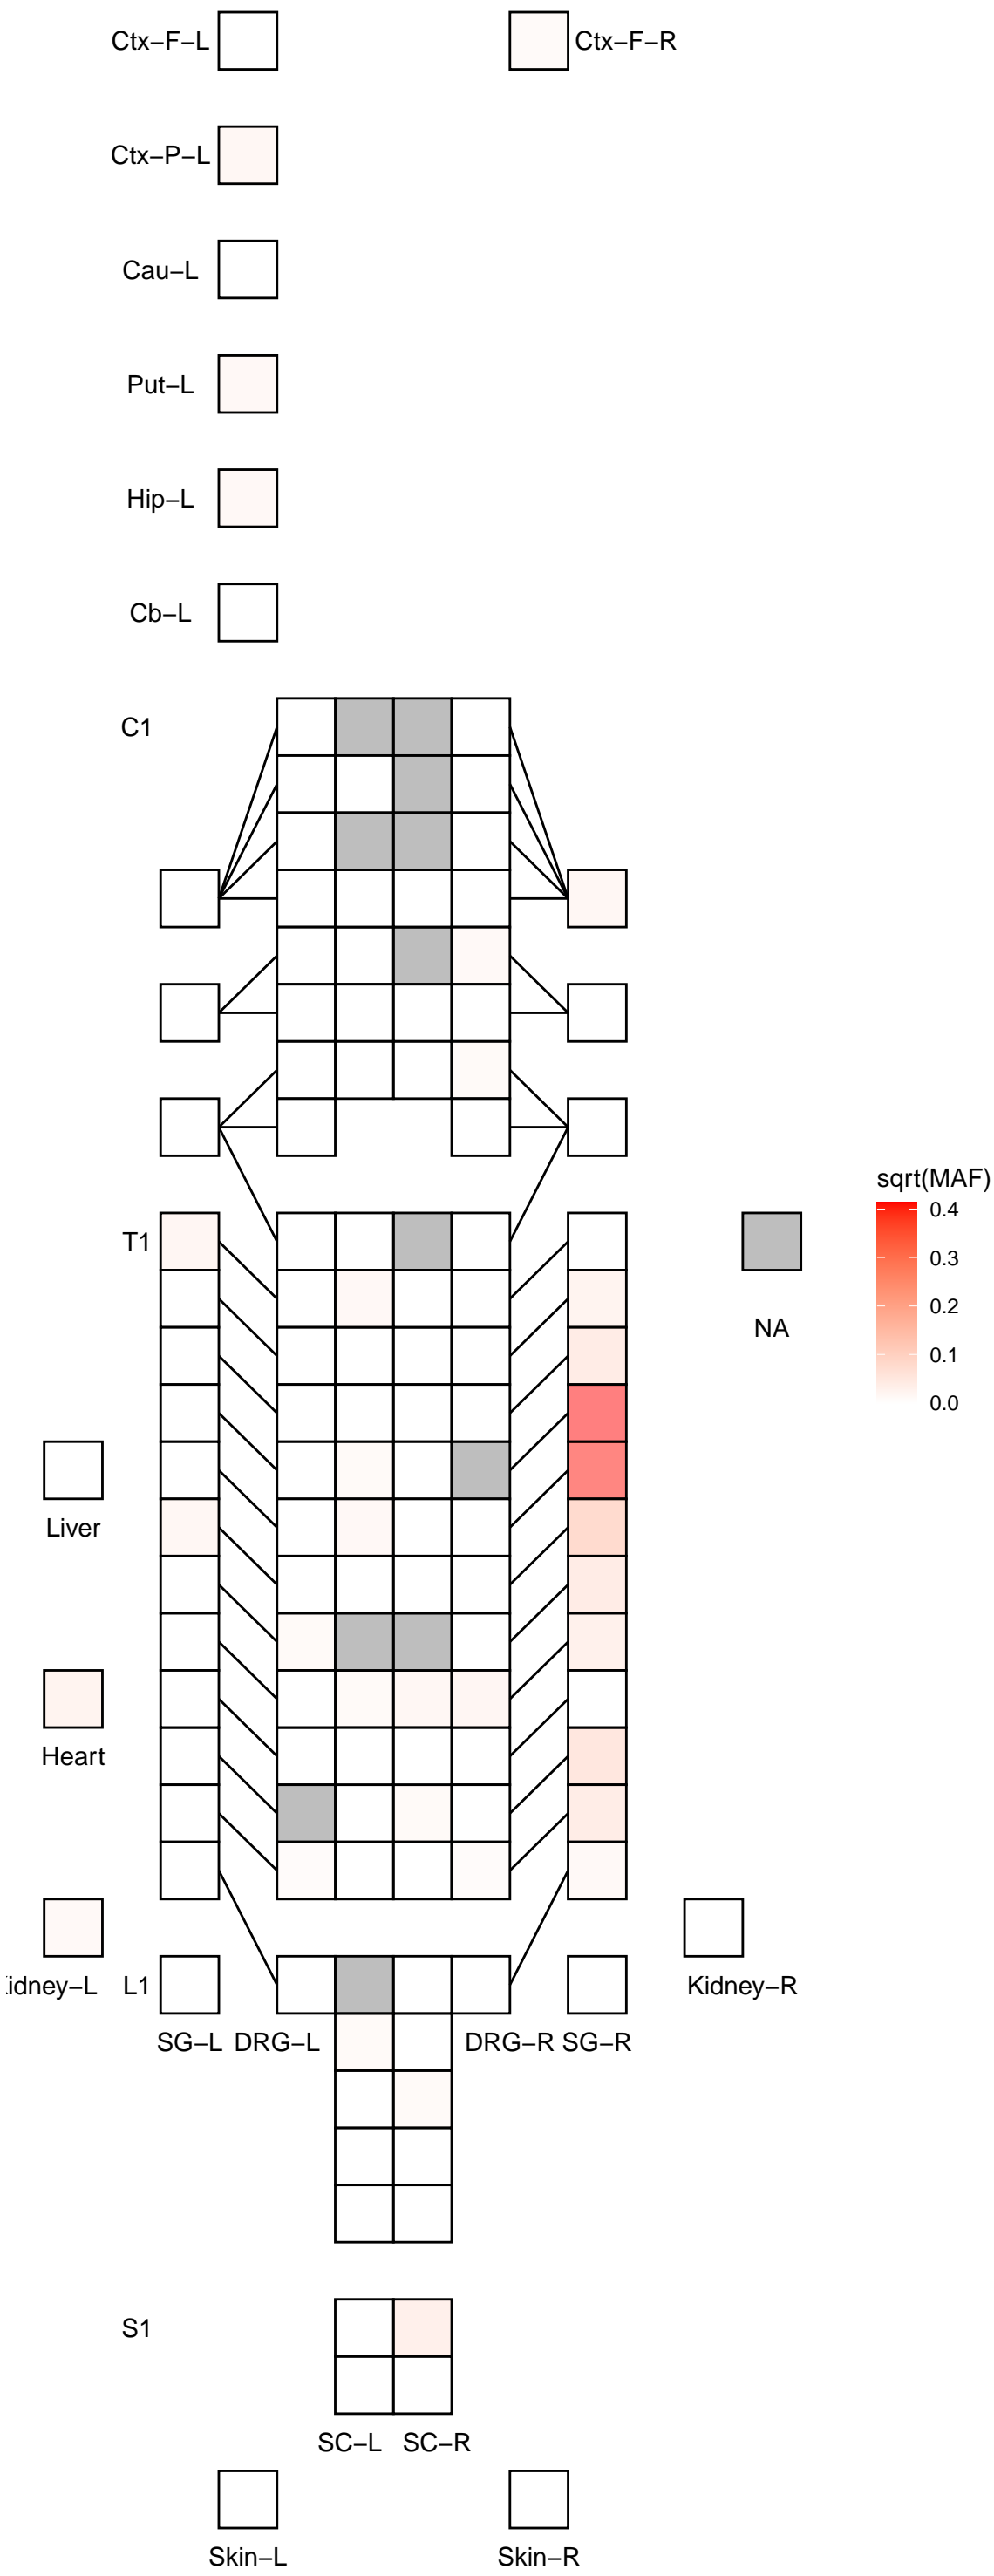 Ctx−F−L
Ctx−F−R
Ctx−P−L
Cau−L
Put−L
Hip−L
Cb−L
C1
sqrt(MAF)
0.4
0.3
0.2
0.1
0.0
T1
NA
Liver
Heart
idney−L L1 Kidney−R
SG−L DRG−L DRG−R SG−R
S1
SC−L SC−R
Skin−L Skin−R